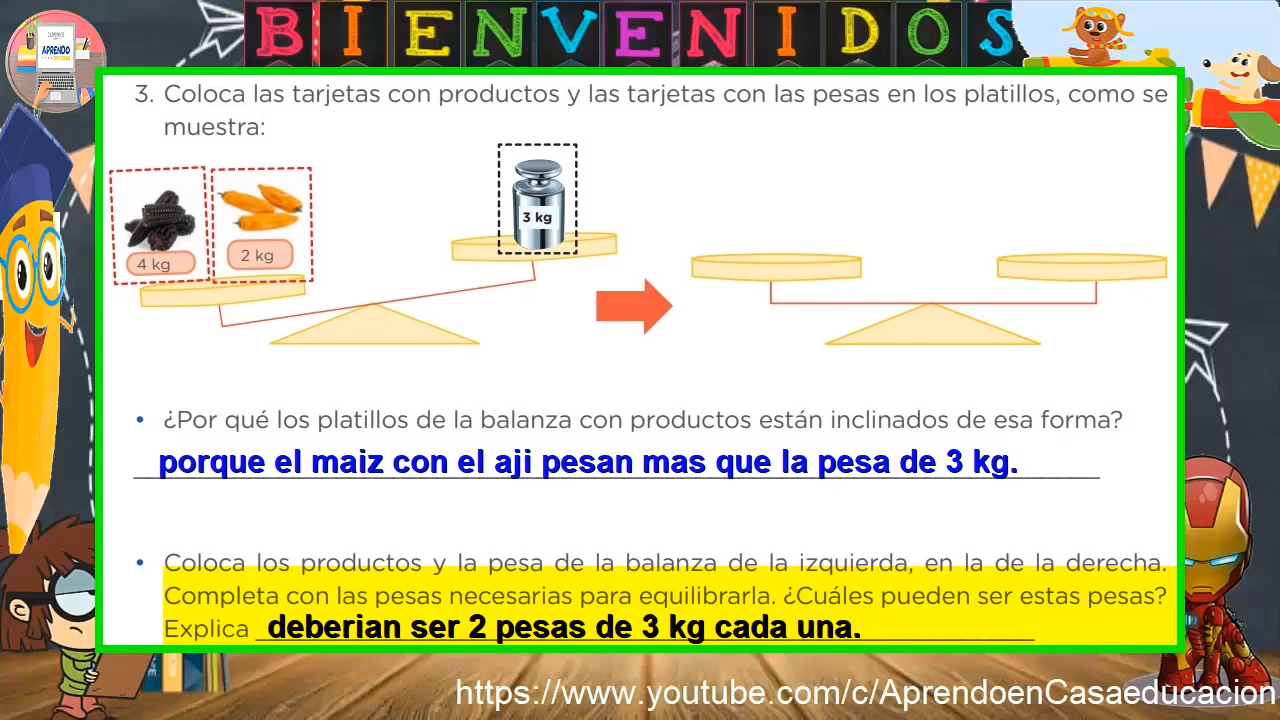 BIENVENIDOS
APRENDO
3. Coloca las tarjetas con productos y las tarjetas con las pesas en los platillos, como se
muestra:
4 kg
2 kg
3 kg
• ¿Por qué los platillos de la balanza con productos están inclinados de esa forma?
porque el maiz con el aji pesan mas que la pesa de 3 kg.
• Coloca los productos y la pesa de la balanza de la izquierda, en la de la derecha.
Completa con las pesas necesarias para equilibrarla. ¿Cuáles pueden ser estas pesas?
Explica deberian ser 2 pesas de 3 kg cada una.
https://www.youtube.com/c/AprendoenCasaeducacion